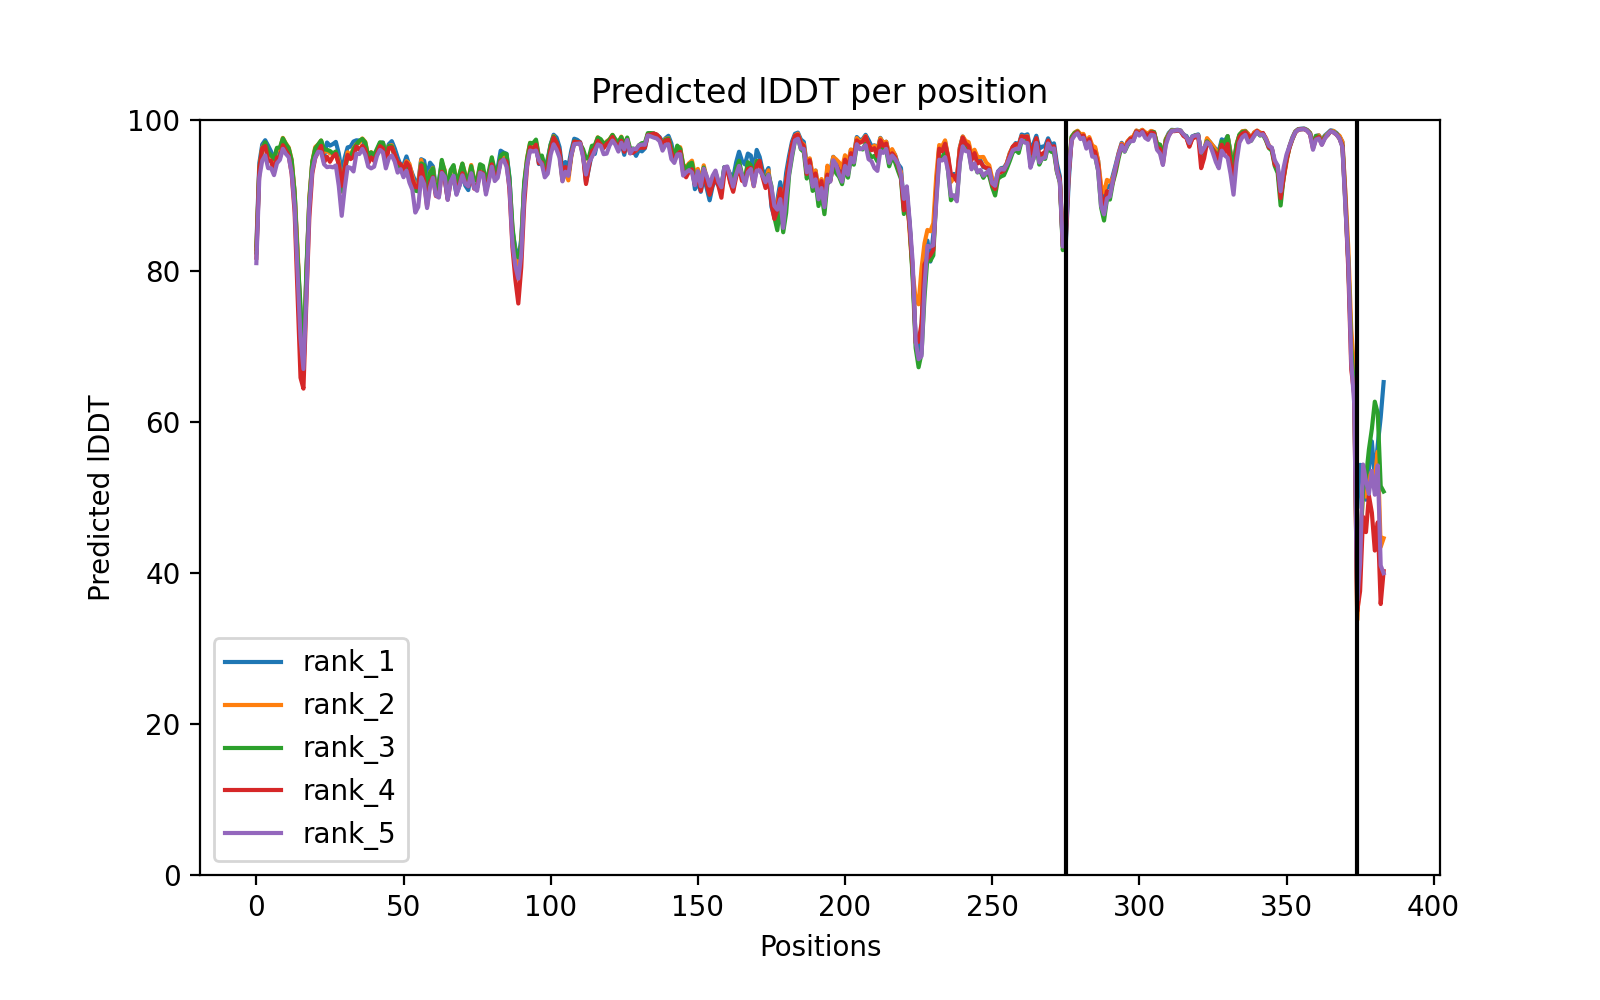 Predicted lDDT per position
Predicted lDDT
100
80
60
40
20
0
rank_1
rank_2
rank_3
rank_4
rank_5
0 50 100 150 200 250 300 350 400
Positions